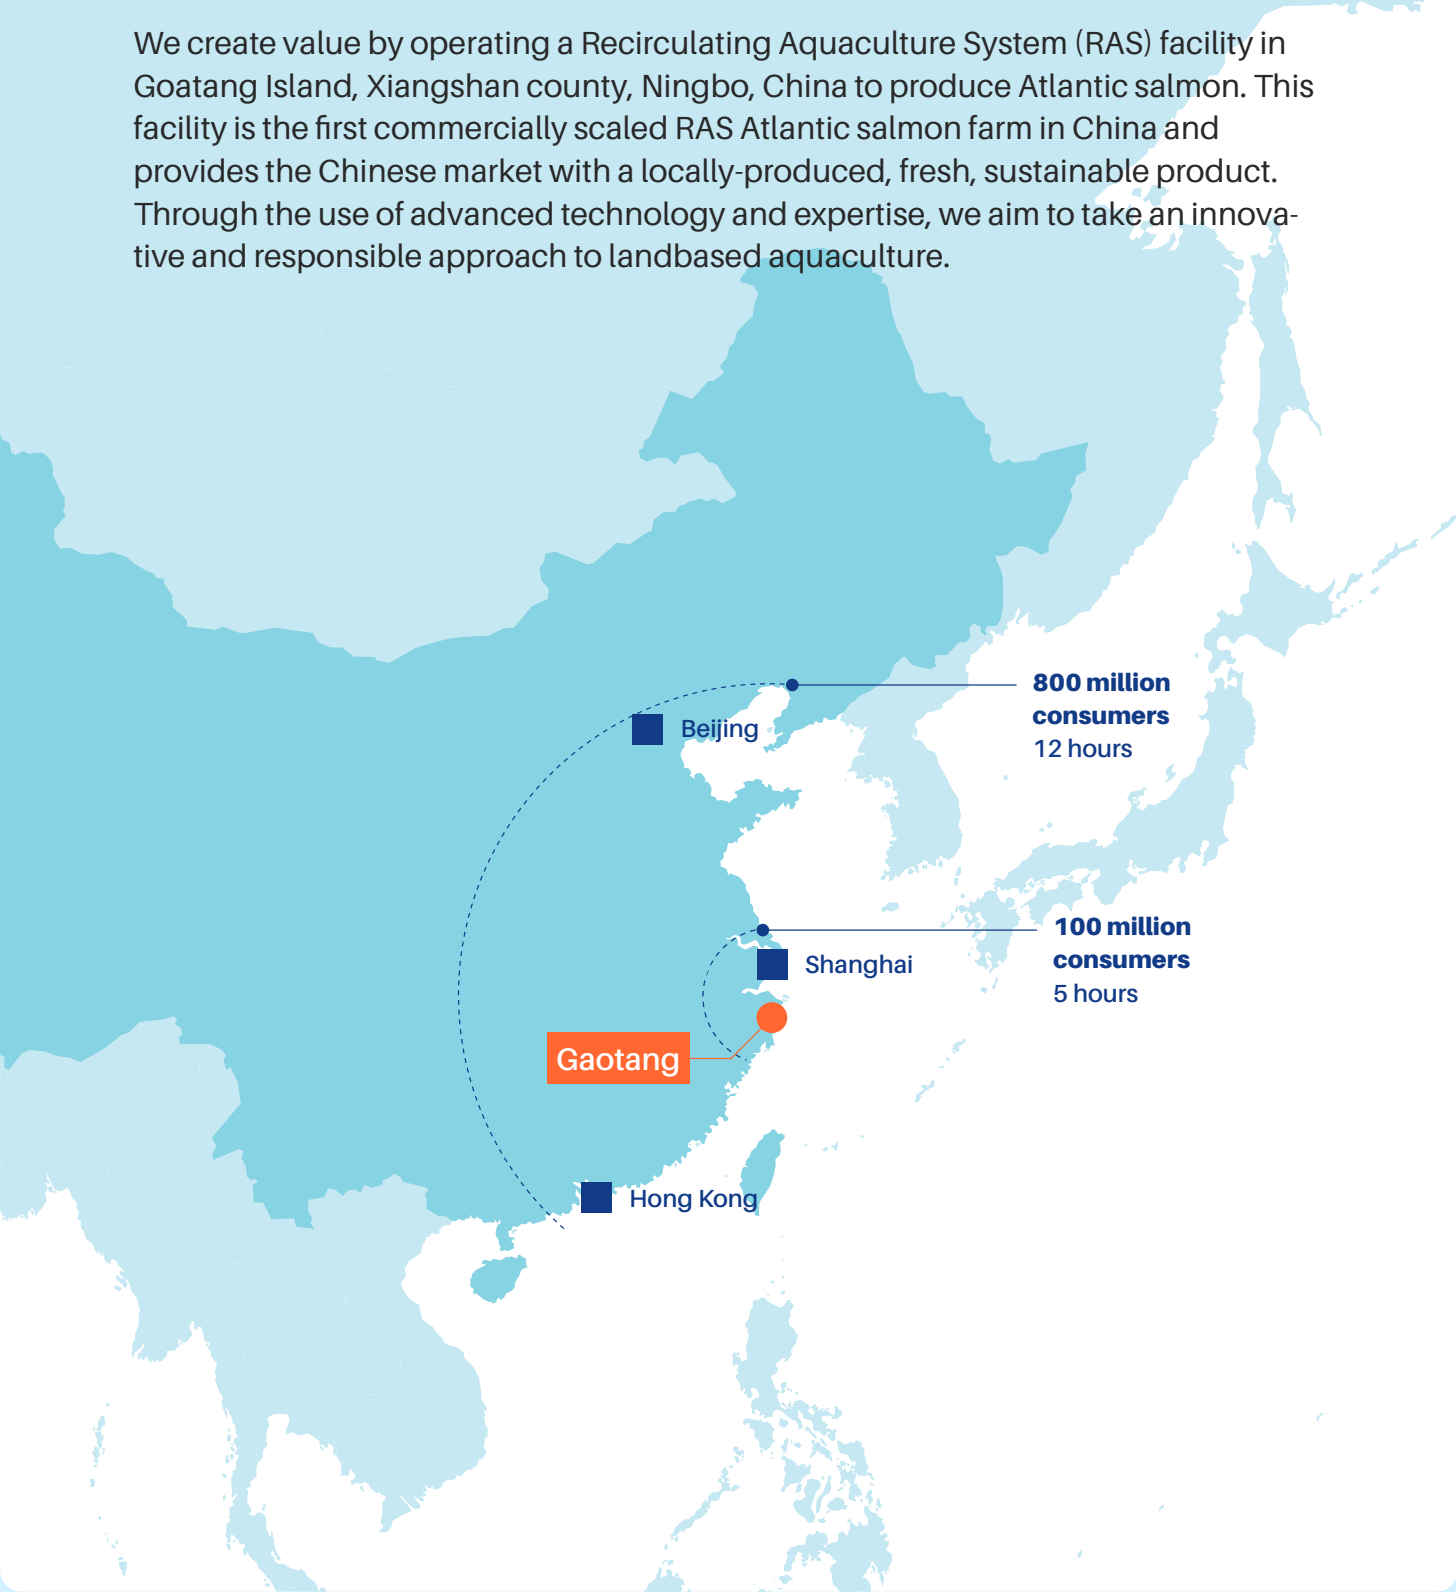 We create value by operating a Recirculating Aquaculture System (RAS) facility in
Goatang Island, Xiangshan county, Ningbo, China to produce Atlantic salmon. This
facility is the first commercially scaled RAS Atlantic salmon farm in China and
provides the Chinese market with a locally-produced, fresh, sustainable product.
Through the use of advanced technology and expertise, we aim to take an innova-
tive and responsible approach to landbased aquaculture.
800 million
consumers
12 hours
Beijing
100 million
consumers
5 hours
Shanghai
Gaotang
Hong Kong